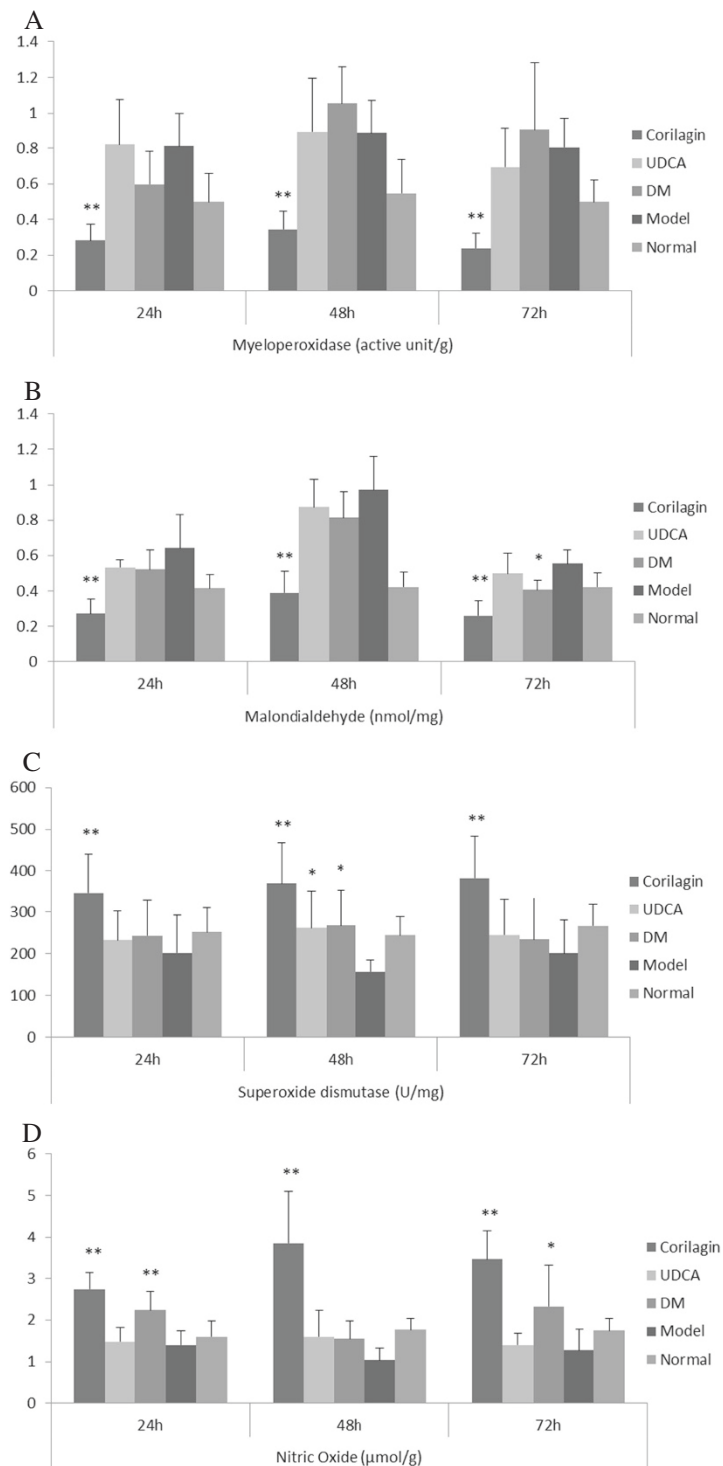 A
1.4
1.2
1
0.8
0.6
0.4
0.2
0
**
**
**
24h
48h
72h
Myeloperoxidase (active unit/g)
Corilagin
UDCA
DM
Model
Normal
B
1.4
1.2
1
0.8
0.6
0.4
0.2
0
**
**
**
*
24h
48h
72h
Malondialdehyde (nmol/mg)
Corilagin
UDCA
DM
Model
Normal
C
600
500
400
300
200
100
0
**
**
*
*
**
24h
48h
72h
Superoxide dismutase (U/mg)
Corilagin
UDCA
DM
Model
Normal
D
6
5
4
3
2
1
0
**
**
**
**
*
24h
48h
72h
Nitric Oxide (μmol/g)
Corilagin
UDCA
DM
Model
Normal